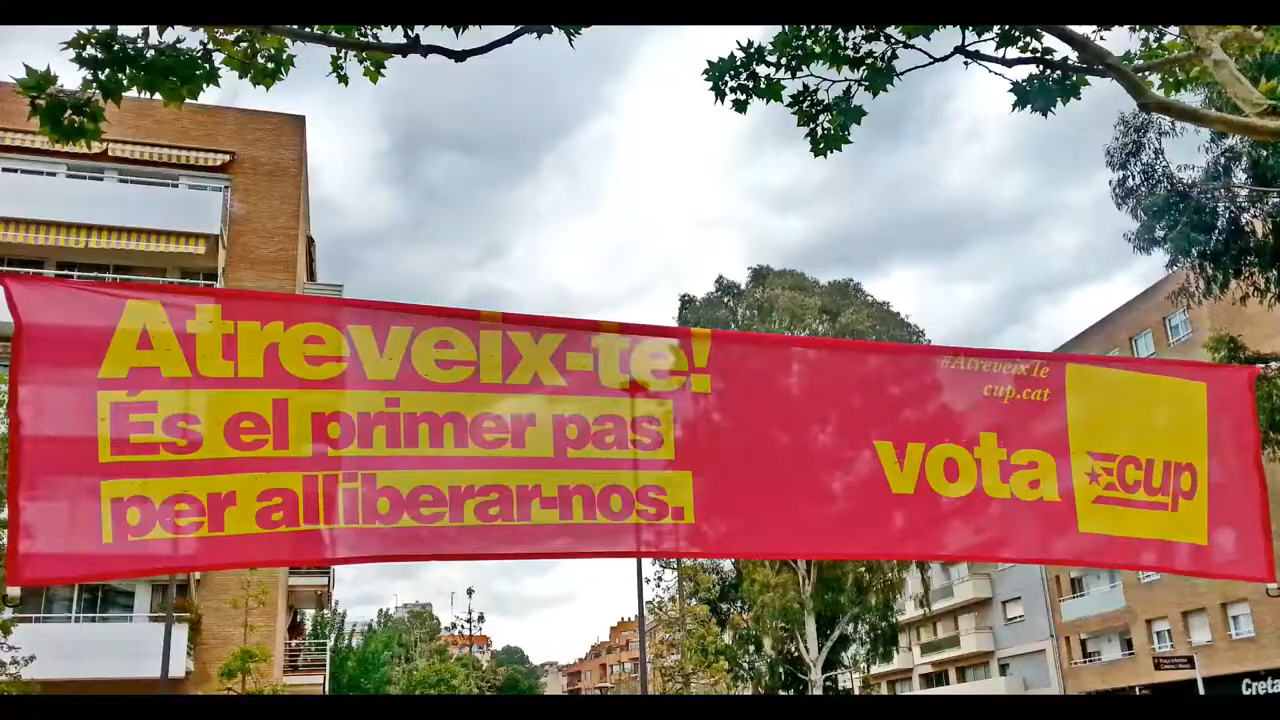 Atreveix-te!
És el primer pas
per alliberar-nos.
#AtreveixTe
cup.cat
vota
cup
Creta